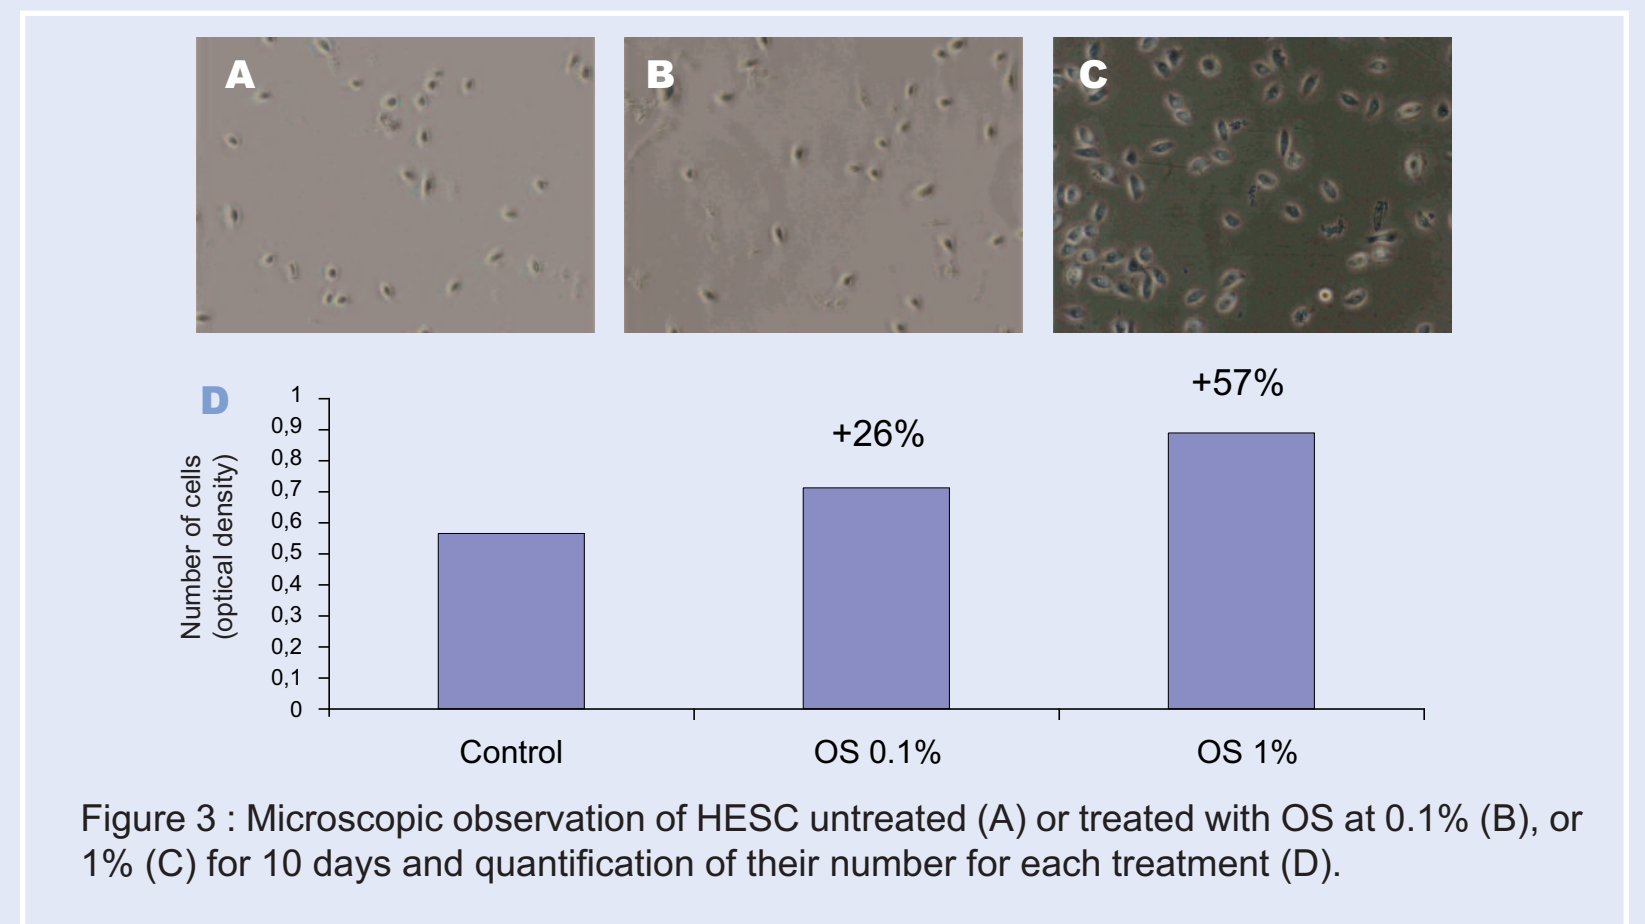 A
B
C
D
+57%
+26%
1
0,9
0,8
0,7
0,6
0,5
0,4
0,3
0,2
0,1
0
Number of cells
(optical density)
Control
OS 0.1%
OS 1%
Figure 3 : Microscopic observation of HESC untreated (A) or treated with OS at 0.1% (B), or
1% (C) for 10 days and quantification of their number for each treatment (D).